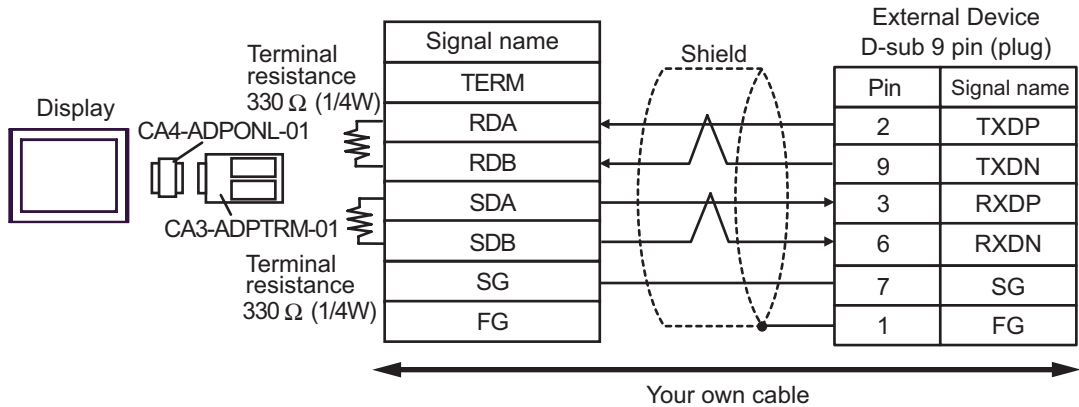 External Device
D-sub 9 pin (plug)
Display
CA4-ADPONL-01
CA3-ADPTRM-01
Terminal
resistance
330 Ω (1/4W)
Terminal
resistance
330 Ω (1/4W)
Signal name
TERM
RDA
RDB
SDA
SDB
SG
FG
Shield
Pin Signal name
2 TXDP
9 TXDN
3 RXDP
6 RXDN
7 SG
1 FG
Your own cable